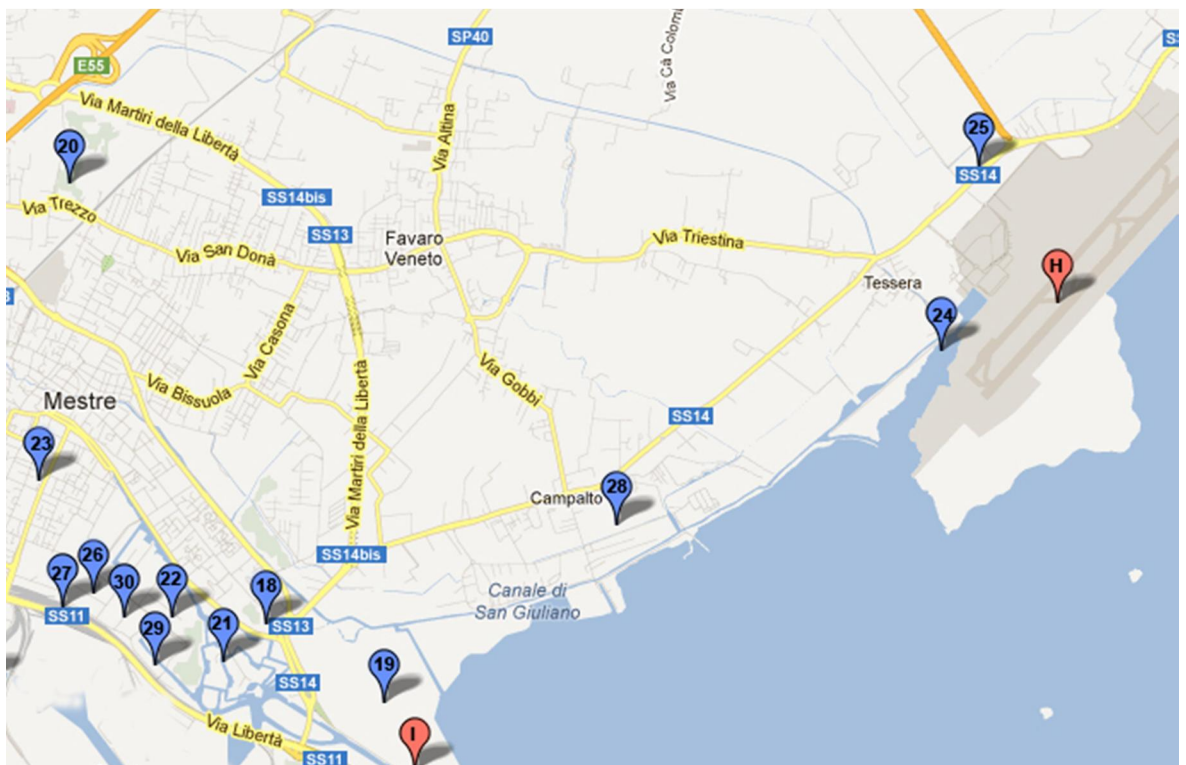 SP40
S
E55
Via Cà Colom
Via Martiri della Libertà
Via Altina
25
20
SS14
SS14bis
Via Trezzo
SS13
Favaro
Veneto
Via San Donà
Via Triestina
H
Tessera
24
3
Via Casona
Via Bissuola
Via Gobbi
Mestre
SS14
23
Via Martiri della Libertà
Campalto
28
SS14bis
26
27
30
22
18
Canale di
San Giuliano
SS11
29
21
SS13
19
SS14
Via Libertà
I
SS11